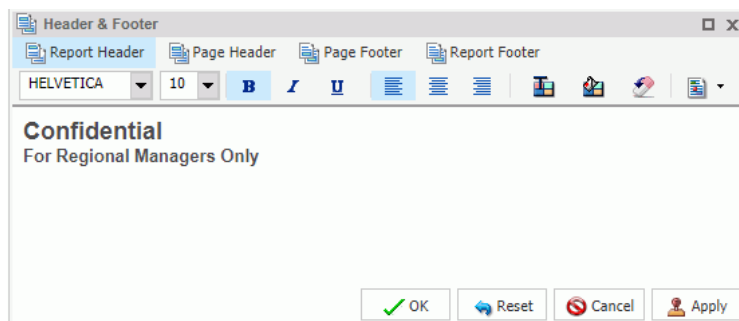 Header & Footer
Report Header Page Header Page Footer Report Footer
HELVETICA 10 B I U
Confidential
For Regional Managers Only
OK Reset Cancel Apply